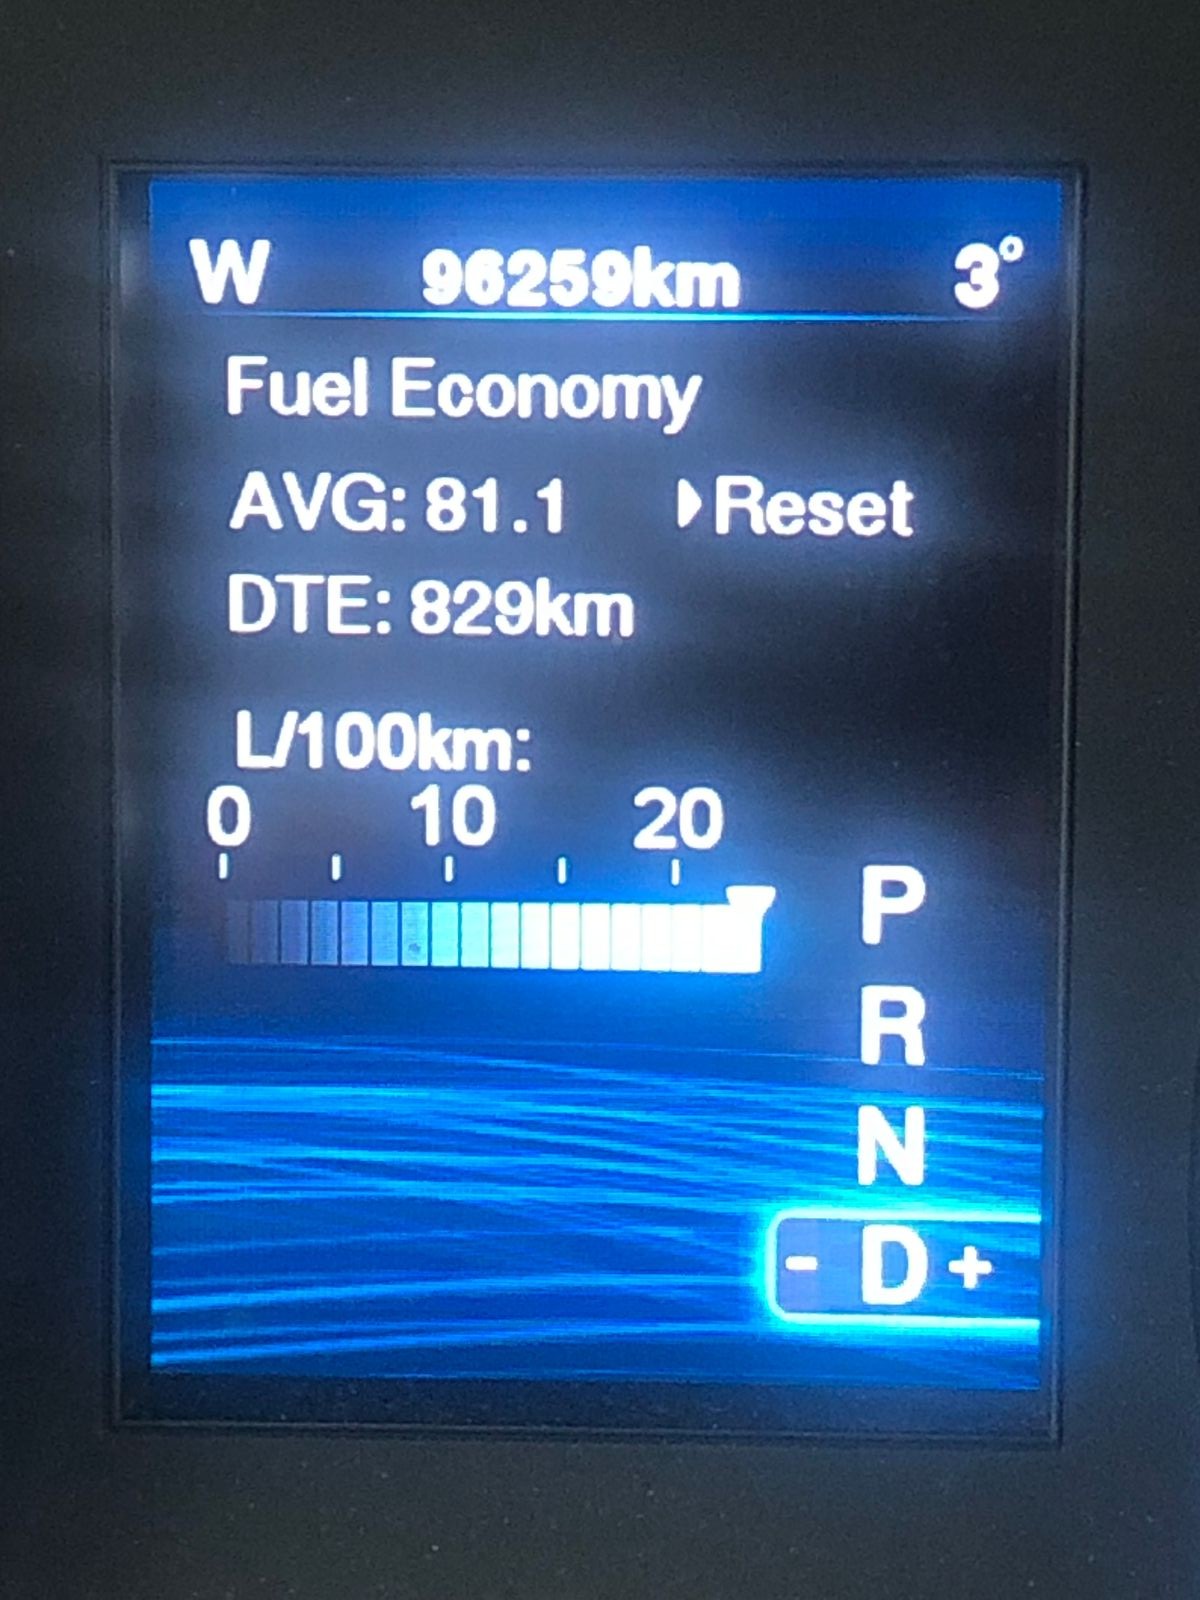 W 96259km 3°
Fuel Economy
AVG: 81.1 Reset
DTE: 829km
L/100km:
0 10 20
P
R
N
- D +